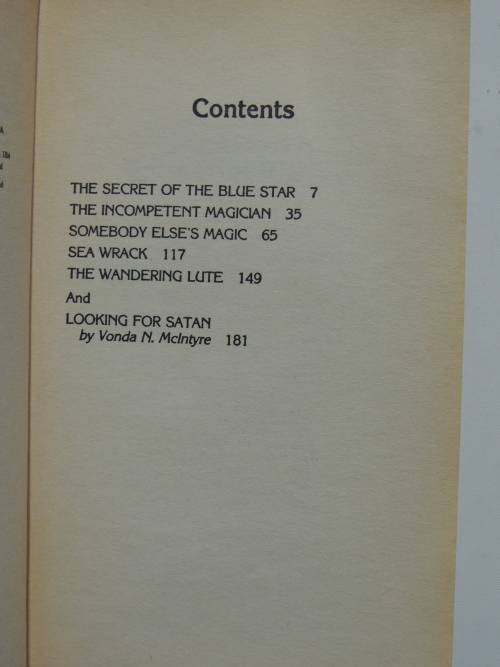 Contents
THE SECRET OF THE BLUE STAR 7
THE INCOMPETENT MAGICIAN 35
SOMEBODY ELSE'S MAGIC 65
SEA WRACK 117
THE WANDERING LUTE 149
And
LOOKING FOR SATAN
by Vonda N. McIntyre 181